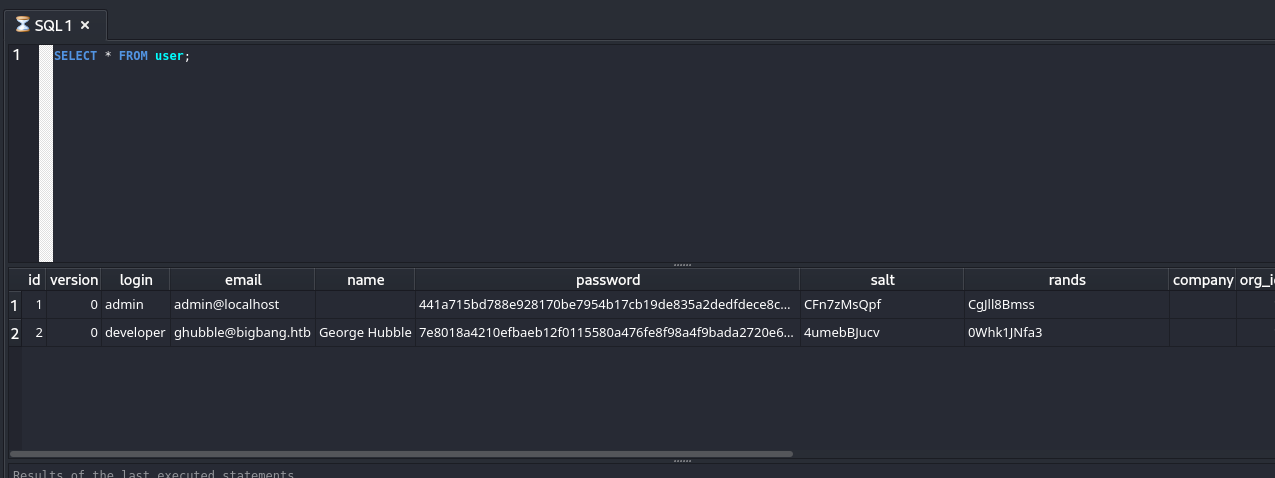 SQL 1 ×
1 SELECT * FROM user;
id version login email name password salt rands company org_i
1 1 0 admin admin@localhost 441a715bd788e928170be7954b17cb19de835a2dedfdece8c... CFn7zMsQpf CgJll8Bmss
2 2 0 developer ghubble@bigbang.htb George Hubble 7e8018a4210efbaeb12f0115580a476fe8f98a4f9bada2720e6... 4umebBJucv 0Whk1JNfa3
Results of the last executed statements